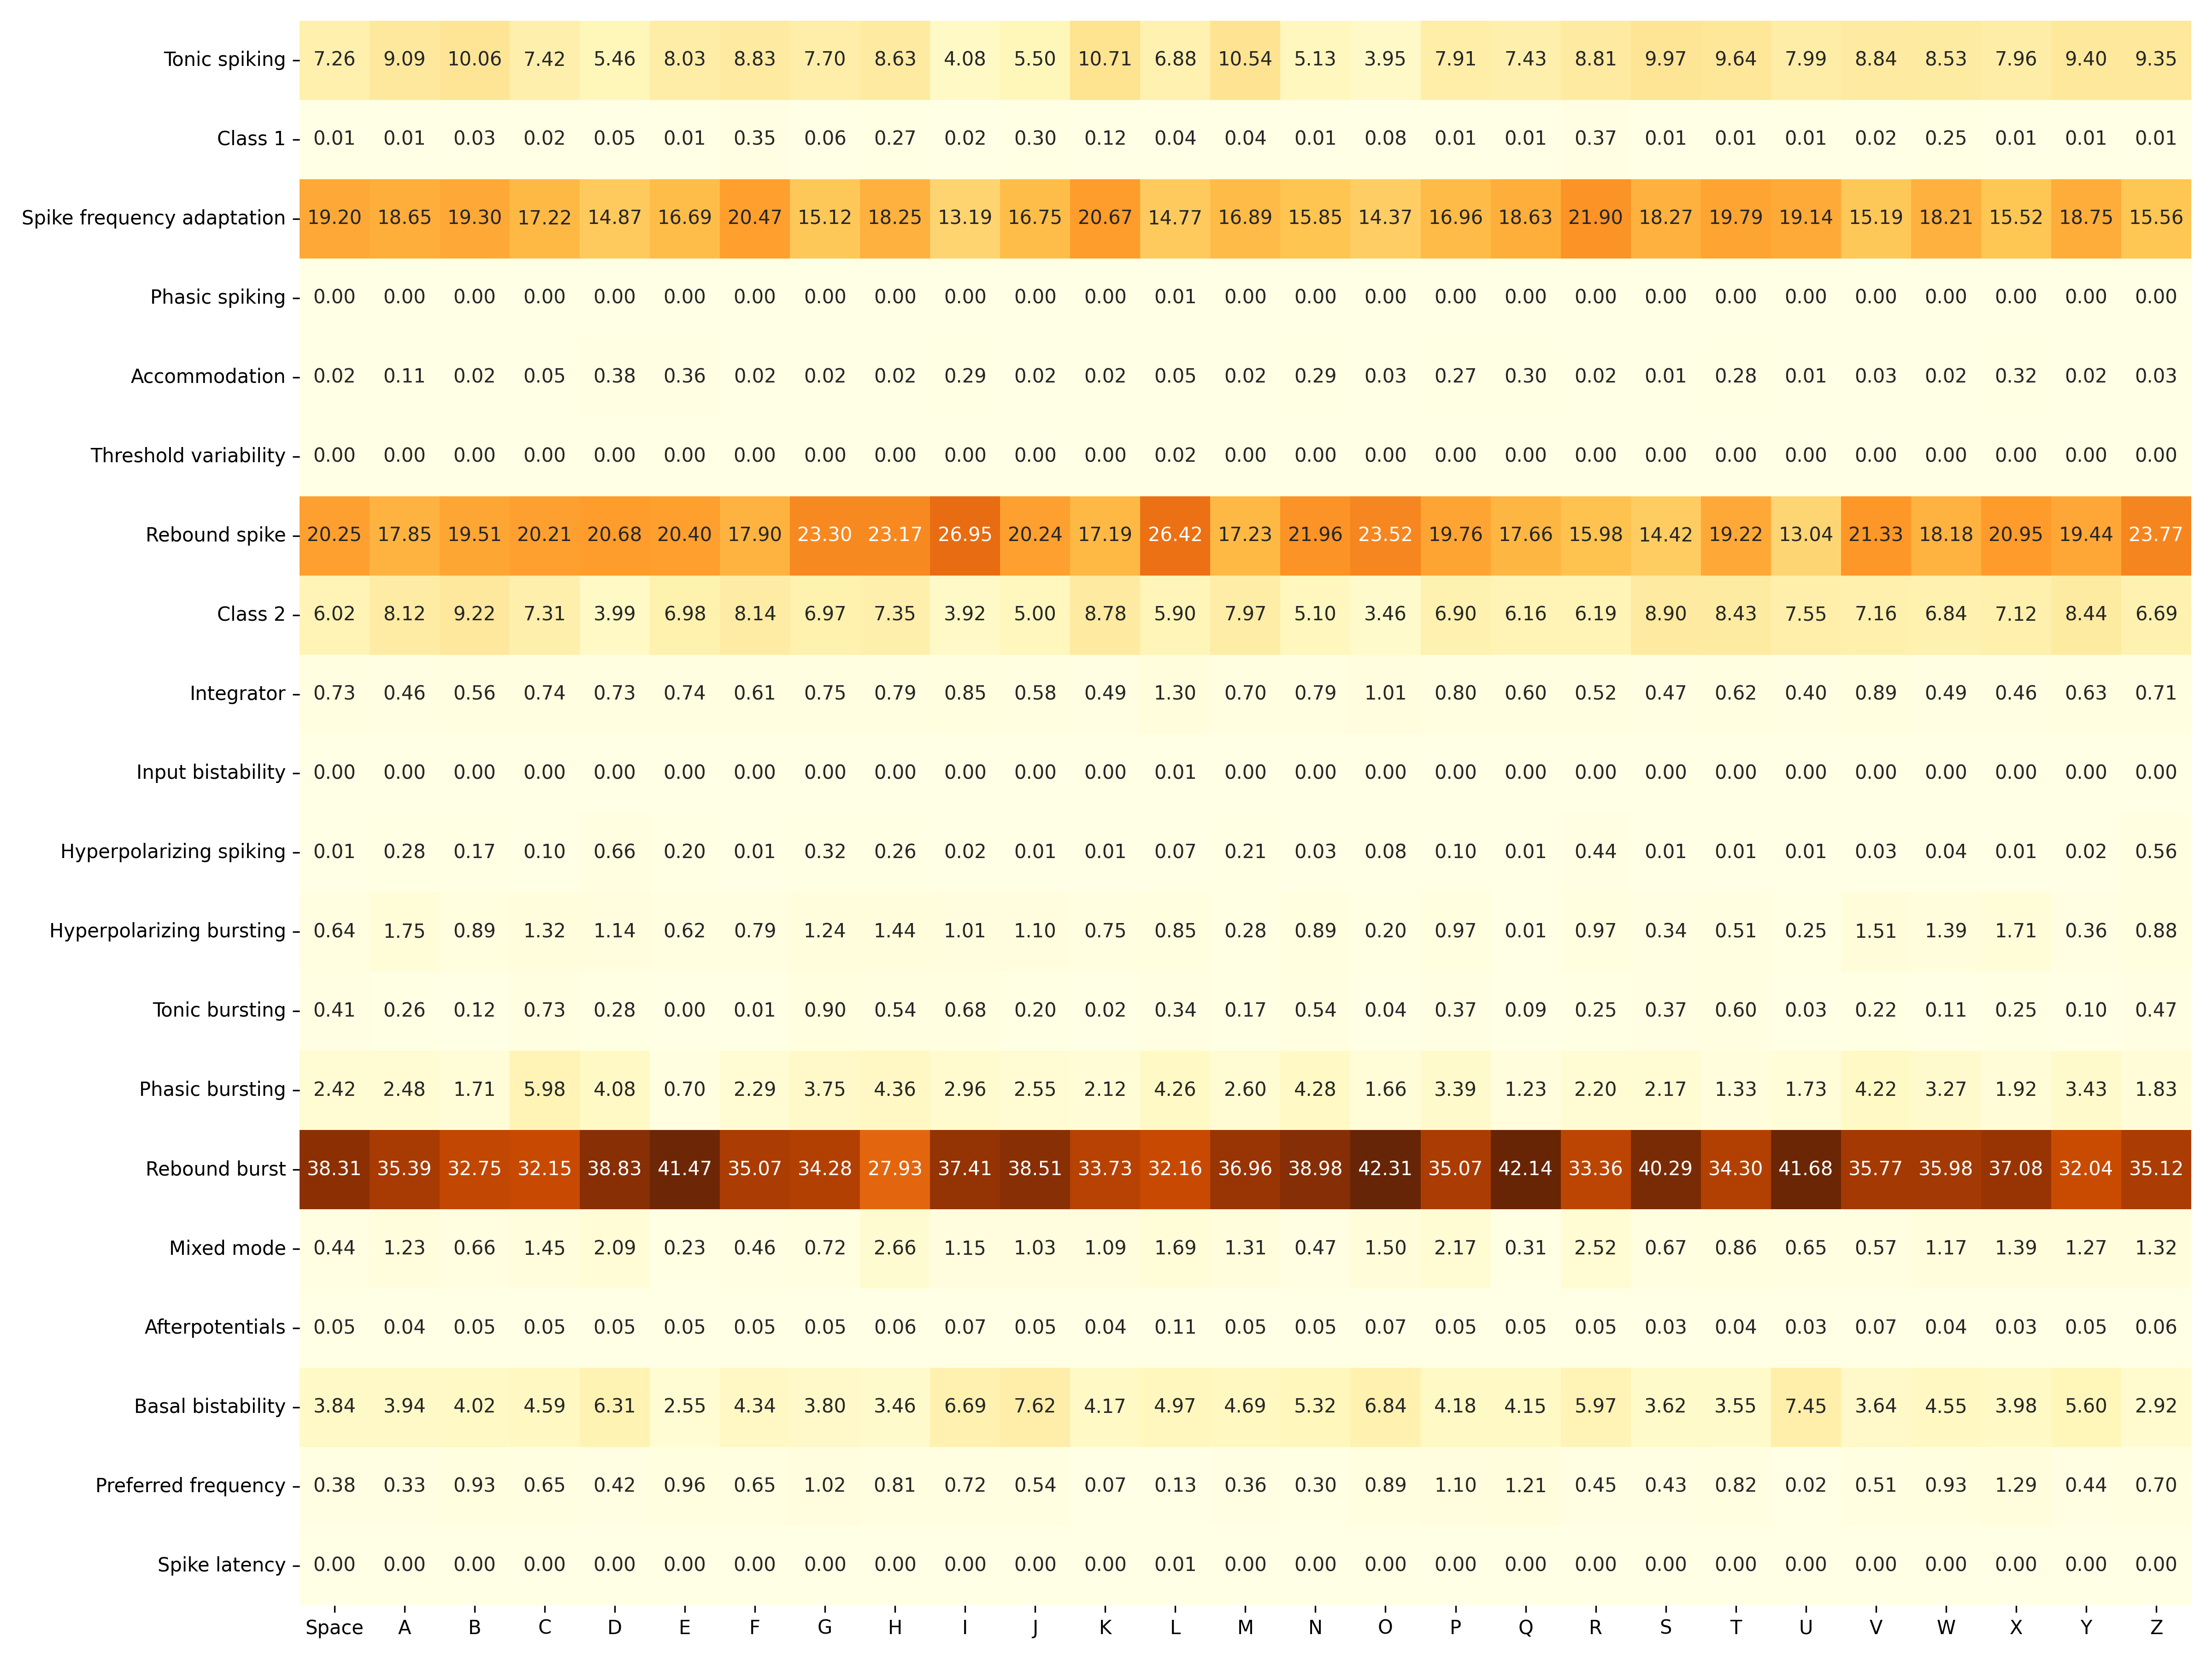 Tonic spiking 7.26 9.09 10.06 7.42 5.46 8.03 8.83 7.70 8.63 4.08 5.50 10.71 6.88 10.54 5.13 3.95 7.91 7.43 8.81 9.97 9.64 7.99 8.84 8.53 7.96 9.40 9.35
Class 1 0.01 0.01 0.03 0.02 0.05 0.01 0.35 0.06 0.27 0.02 0.30 0.12 0.04 0.04 0.01 0.08 0.01 0.01 0.37 0.01 0.01 0.01 0.02 0.25 0.01 0.01 0.01
Spike frequency adaptation 19.20 18.65 19.30 17.22 14.87 16.69 20.47 15.12 18.25 13.19 16.75 20.67 14.77 16.89 15.85 14.37 16.96 18.63 21.90 18.27 19.79 19.14 15.19 18.21 15.52 18.75 15.56
Phasic spiking 0.00 0.00 0.00 0.00 0.00 0.00 0.00 0.00 0.00 0.00 0.00 0.00 0.01 0.00 0.00 0.00 0.00 0.00 0.00 0.00 0.00 0.00 0.00 0.00 0.00 0.00 0.00
Accommodation 0.02 0.11 0.02 0.05 0.38 0.36 0.02 0.02 0.02 0.29 0.02 0.02 0.05 0.02 0.29 0.03 0.27 0.30 0.02 0.01 0.28 0.01 0.03 0.02 0.32 0.02 0.03
Threshold variability 0.00 0.00 0.00 0.00 0.00 0.00 0.00 0.00 0.00 0.00 0.00 0.00 0.02 0.00 0.00 0.00 0.00 0.00 0.00 0.00 0.00 0.00 0.00 0.00 0.00 0.00 0.00
Rebound spike 20.25 17.85 19.51 20.21 20.68 20.40 17.90 23.30 23.17 26.95 20.24 17.19 26.42 17.23 21.96 23.52 19.76 17.66 15.98 14.42 19.22 13.04 21.33 18.18 20.95 19.44 23.77
Class 2 6.02 8.12 9.22 7.31 3.99 6.98 8.14 6.97 7.35 3.92 5.00 8.78 5.90 7.97 5.10 3.46 6.90 6.16 6.19 8.90 8.43 7.55 7.16 6.84 7.12 8.44 6.69
Integrator 0.73 0.46 0.56 0.74 0.73 0.74 0.61 0.75 0.79 0.85 0.58 0.49 1.30 0.70 0.79 1.01 0.80 0.60 0.52 0.47 0.62 0.40 0.89 0.49 0.46 0.63 0.71
Input bistability 0.00 0.00 0.00 0.00 0.00 0.00 0.00 0.00 0.00 0.00 0.00 0.00 0.01 0.00 0.00 0.00 0.00 0.00 0.00 0.00 0.00 0.00 0.00 0.00 0.00 0.00 0.00
Hyperpolarizing spiking 0.01 0.28 0.17 0.10 0.66 0.20 0.01 0.32 0.26 0.02 0.01 0.01 0.07 0.21 0.03 0.08 0.10 0.01 0.44 0.01 0.01 0.01 0.03 0.04 0.01 0.02 0.56
Hyperpolarizing bursting 0.64 1.75 0.89 1.32 1.14 0.62 0.79 1.24 1.44 1.01 1.10 0.75 0.85 0.28 0.89 0.20 0.97 0.01 0.97 0.34 0.51 0.25 1.51 1.39 1.71 0.36 0.88
Tonic bursting 0.41 0.26 0.12 0.73 0.28 0.00 0.01 0.90 0.54 0.68 0.20 0.02 0.34 0.17 0.54 0.04 0.37 0.09 0.25 0.37 0.60 0.03 0.22 0.11 0.25 0.10 0.47
Phasic bursting 2.42 2.48 1.71 5.98 4.08 0.70 2.29 3.75 4.36 2.96 2.55 2.12 4.26 2.60 4.28 1.66 3.39 1.23 2.20 2.17 1.33 1.73 4.22 3.27 1.92 3.43 1.83
Rebound burst 38.31 35.39 32.75 32.15 38.83 41.47 35.07 34.28 27.93 37.41 38.51 33.73 32.16 36.96 38.98 42.31 35.07 42.14 33.36 40.29 34.30 41.68 35.77 35.98 37.08 32.04 35.12
Mixed mode 0.44 1.23 0.66 1.45 2.09 0.23 0.46 0.72 2.66 1.15 1.03 1.09 1.69 1.31 0.47 1.50 2.17 0.31 2.52 0.67 0.86 0.65 0.57 1.17 1.39 1.27 1.32
Afterpotentials 0.05 0.04 0.05 0.05 0.05 0.05 0.05 0.05 0.06 0.07 0.05 0.04 0.11 0.05 0.05 0.07 0.05 0.05 0.05 0.03 0.04 0.03 0.07 0.04 0.03 0.05 0.06
Basal bistability 3.84 3.94 4.02 4.59 6.31 2.55 4.34 3.80 3.46 6.69 7.62 4.17 4.97 4.69 5.32 6.84 4.18 4.15 5.97 3.62 3.55 7.45 3.64 4.55 3.98 5.60 2.92
Preferred frequency 0.38 0.33 0.93 0.65 0.42 0.96 0.65 1.02 0.81 0.72 0.54 0.07 0.13 0.36 0.30 0.89 1.10 1.21 0.45 0.43 0.82 0.02 0.51 0.93 1.29 0.44 0.70
Spike latency 0.00 0.00 0.00 0.00 0.00 0.00 0.00 0.00 0.00 0.00 0.00 0.00 0.01 0.00 0.00 0.00 0.00 0.00 0.00 0.00 0.00 0.00 0.00 0.00 0.00 0.00 0.00
Space A B C D E F G H I J K L M N O P Q R S T U V W X Y Z